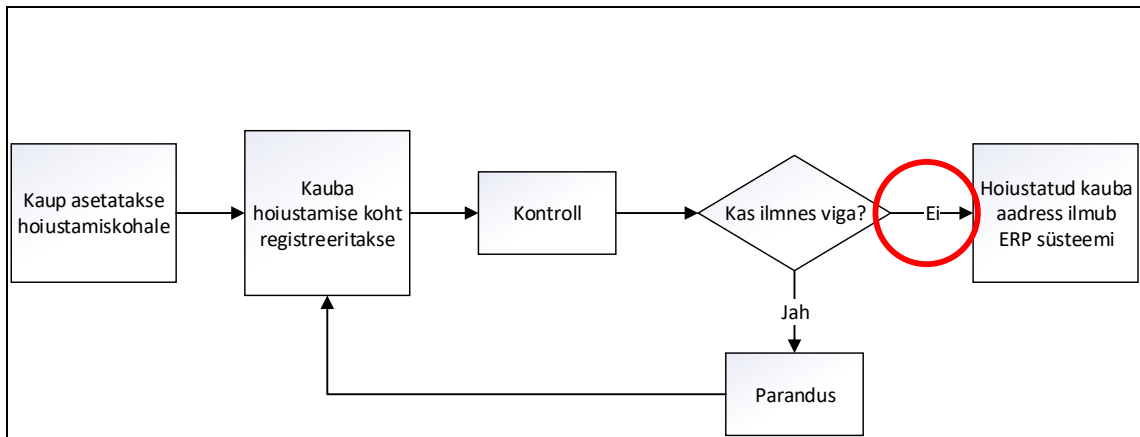 Kaup asetatakse
hoiustamiskohale
Kauba
hoiustamise koht
registreeritakse
Kontroll
Kas ilmnes viga?
Ei
Hoiustatud kauba
aadress ilmub
ERP süsteemi
Jah
Parandus